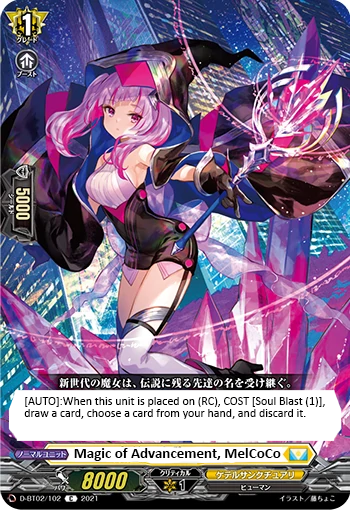 1
グレード
ブースト
5000
シールド
新世代の魔女は、伝説に残る先達の名を受け継ぐ。
[AUTO]:When this unit is placed on (RC), COST [Soul Blast (1)],
draw a card, choose a card from your hand, and discard it.
ノーマルユニット
Magic of Advancement, MelCoCo
パワー
8000
クリティカル
1
ケテルサンクチュアリ
ヒューマン
D-BT02/102 C 2021
イラスト/藤ちょこ